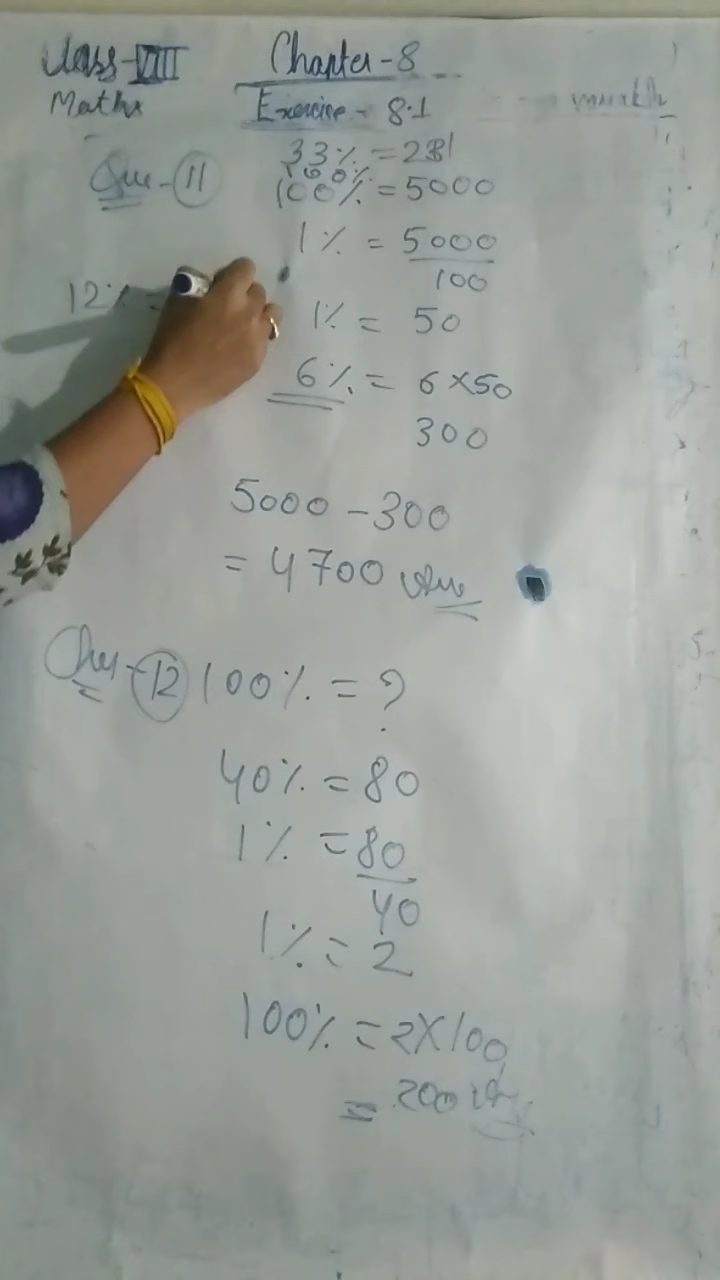 Class-VIII Chapter-8
Maths Exercise - 8.1
33% = 231
Que-11 100% = 5000
1% = 5000
100
12% =
1% = 50
6% = 6×50
300
5000-300
= 4700 Ans
Que-12 100% = ?
40% = 80
1% = 80
40
1% = 2
100% = 2×100
= 200